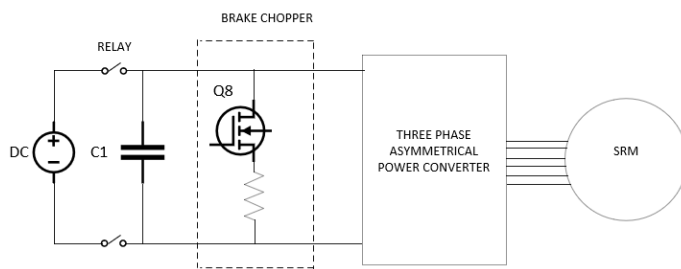 BRAKE CHOPPER
RELAY
Q8
DC
C1
THREE PHASE
ASYMMETRICAL
POWER CONVERTER
SRM